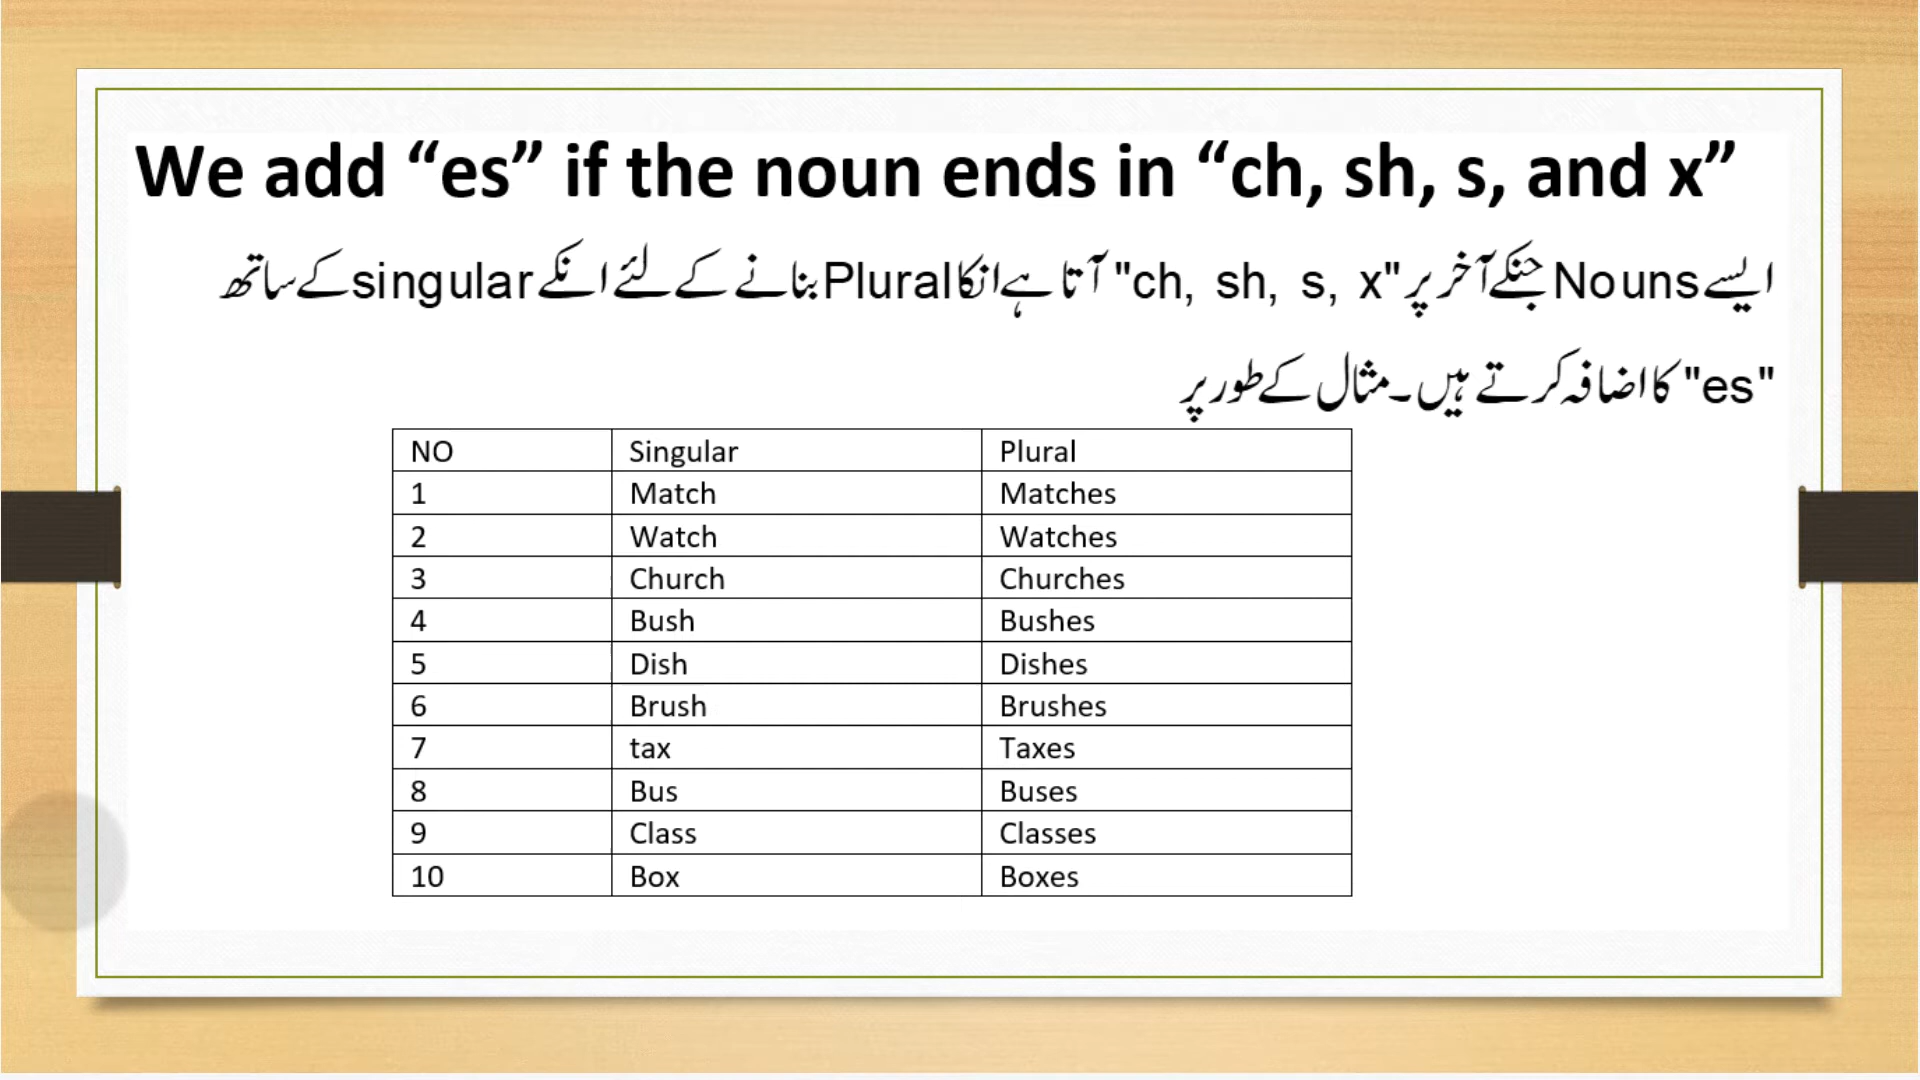 We add “es” if the noun ends in “ch, sh, s, and x”
ایسے Nouns جنکے آخر پر "ch, sh, s, x" آتا ہے انکا Plural بنانے کے لئے انکے singular کے ساتھ
"es" کا اضافہ کرتے ہیں۔ مثال کے طور پر
NO Singular Plural
1 Match Matches
2 Watch Watches
3 Church Churches
4 Bush Bushes
5 Dish Dishes
6 Brush Brushes
7 tax Taxes
8 Bus Buses
9 Class Classes
10 Box Boxes